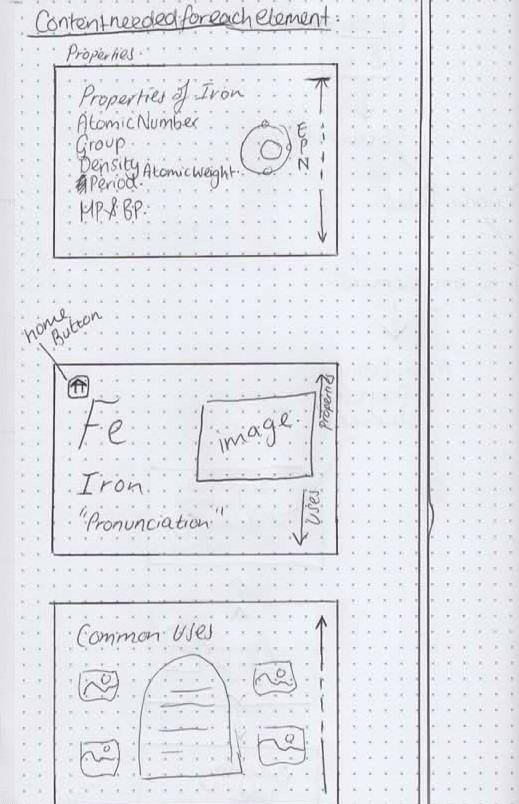 Content needed for each element:
Properties.
Properties of Iron
Atomic Number
Group
Density Atomic Weight.
Period.
MP & BP.
E
P
N
home
Button
Fe
image.
Properties
Iron
"Pronunciation"
Uses
Common Uses